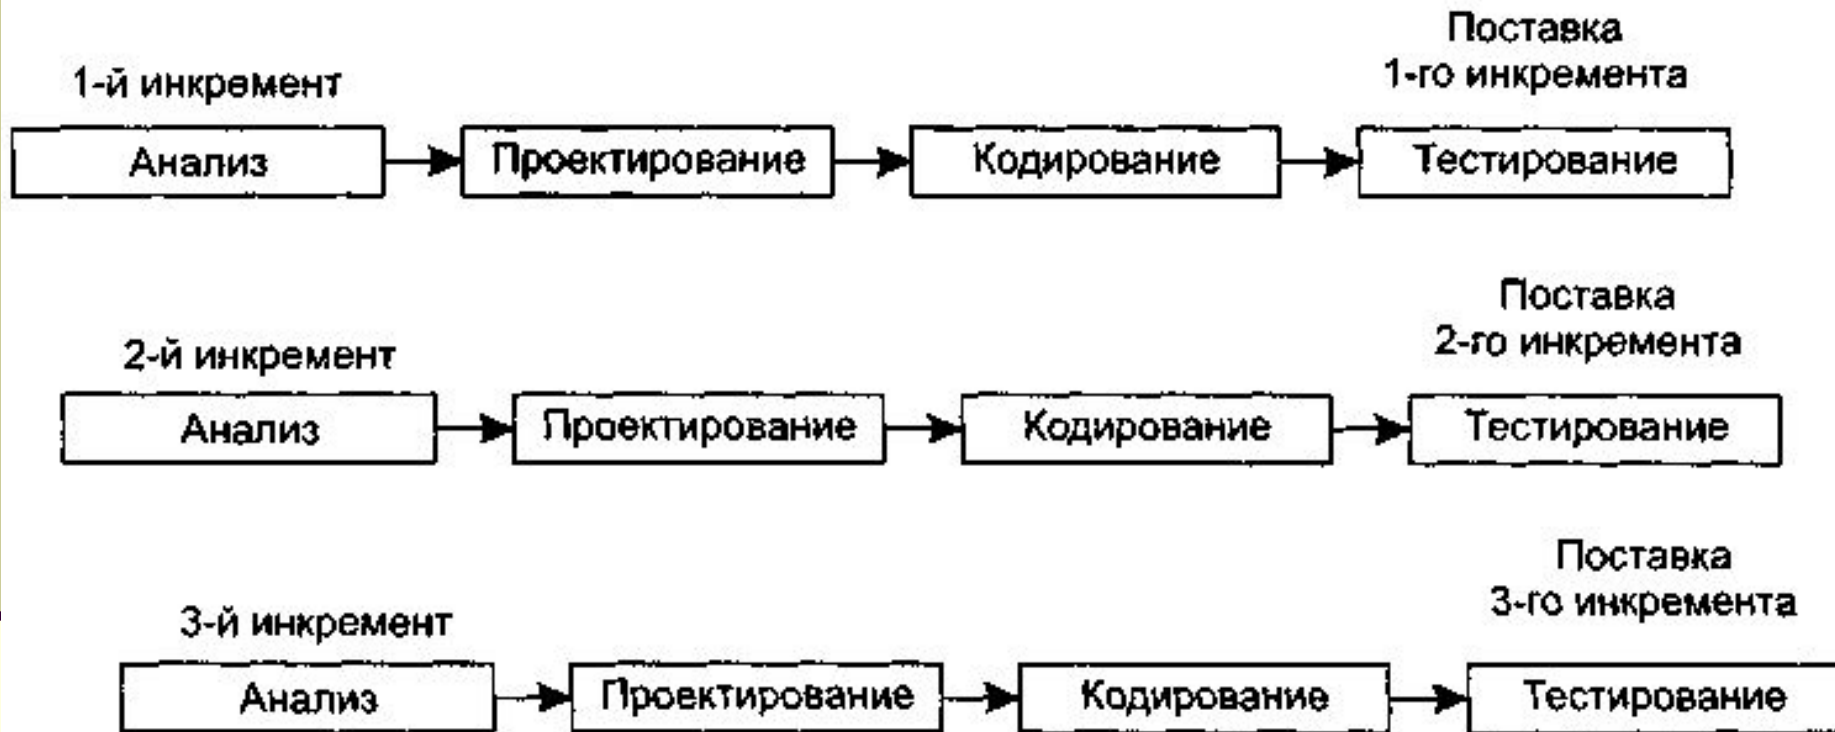 Поставка
1-й инкремент
1-го инкремента
Анализ
Проектирование
Кодирование
Тестирование
Поставка
2-й инкремент
2-го инкремента
Анализ
Проектирование
Кодирование
Тестирование
Поставка
3-й инкремент
3-го инкремента
Анализ
Проектирование
Кодирование
Тестирование